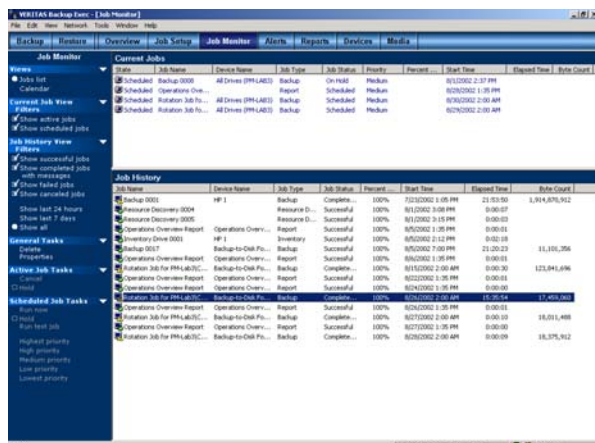 VERITAS Backup Exec - [Job Monitor]
File Edit View Network Tools Window Help
Backup Restore Overview Job Setup Job Monitor Alerts Reports Devices Media
Job Monitor
Views
Jobs list
Calendar
Current Job View Filters
Show active jobs
Show scheduled jobs
Job History View Filters
Show successful jobs
Show completed jobs with messages
Show failed jobs
Show canceled jobs
Show last 24 hours
Show last 7 days
Show all
General Tasks
Delete
Properties
Active Job Tasks
Cancel
Hold
Scheduled Job Tasks
Run now
Hold
Run test job
Highest priority
High priority
Medium priority
Low priority
Lowest priority
Current Jobs
State Job Name Device Name Job Type Job Status Priority Percent ... Start Time Elapsed Time Byte Count
Scheduled Backup 0008 All Drives (PM-LAB3) Backup On Hold Medium 8/1/2002 2:37 PM
Scheduled Operations Ove... Report Scheduled Medium 8/28/2002 1:35 PM
Scheduled Rotation Job fo... All Drives (PM-LAB3) Backup Scheduled Medium 8/30/2002 2:00 AM
Scheduled Rotation Job fo... All Drives (PM-LAB3) Backup Scheduled Medium 8/29/2002 2:00 AM
Job History
Job Name Device Name Job Type Job Status Percent ... Start Time Elapsed Time Byte Count
Backup 0001 HP 1 Backup Complete... 100% 7/23/2002 1:05 PM 21:53:50
Resource Discovery 0004 Resource D... Successful 100% 8/1/2002 3:08 PM 0:00:07
Resource Discovery 0005 Resource D... Successful 100% 8/1/2002 3:15 PM 0:00:03
Operations Overview Report Operations Overv... Report Successful 100% 8/5/2002 1:35 PM 0:00:01
Inventory Drive 0001 HP 1 Inventory Successful 100% 8/5/2002 2:12 PM 0:02:18
Backup 0017 Backup-to-Disk Fo... Backup Successful 100% 8/5/2002 7:00 PM 21:20:23 11,101,356
Operations Overview Report Operations Overv... Report Successful 100% 8/6/2002 1:35 PM 0:00:01
Rotation Job for PM-Lab3\C... Backup-to-Disk Fo... Backup Complete... 100% 8/15/2002 2:00 AM 0:00:30 123,841,696
Operations Overview Report Operations Overv... Report Successful 100% 8/22/2002 1:35 PM 0:00:01
Operations Overview Report Operations Overv... Report Successful 100% 8/24/2002 1:35 PM 0:00:00
Rotation Job for PM-Lab3\C... Backup-to-Disk Fo... Backup Complete... 100% 8/26/2002 2:00 AM 15:35:54 17,459,060
Operations Overview Report Operations Overv... Report Successful 100% 8/26/2002 1:35 PM 0:00:01
Rotation Job for PM-Lab3\C... Backup-to-Disk Fo... Backup Complete... 100% 8/27/2002 2:00 AM 0:00:10 18,011,488
Operations Overview Report Operations Overv... Report Successful 100% 8/27/2002 1:35 PM 0:00:00
Rotation Job for PM-Lab3\C... Backup-to-Disk Fo... Backup Complete... 100% 8/28/2002 2:00 AM 0:00:09 18,375,912